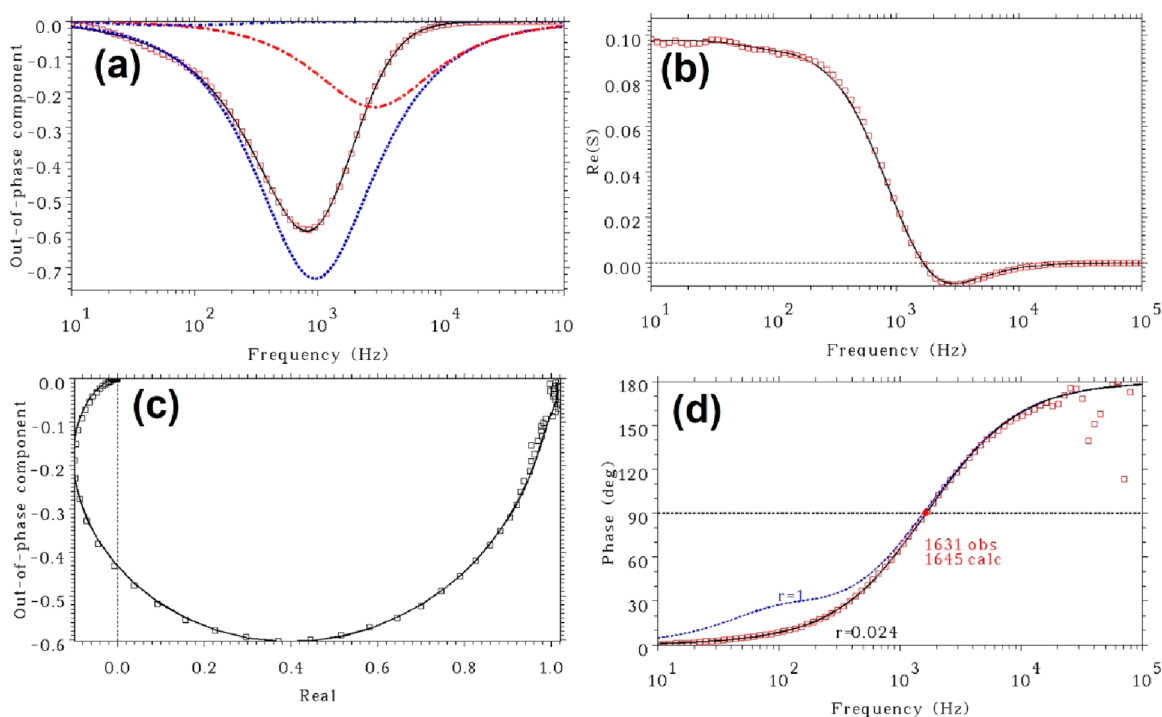 (a)
Out-of-phase component
0.0
-0.1
-0.2
-0.3
-0.4
-0.5
-0.6
-0.7
10¹ 10² 10³ 10⁴ 10
Frequency (Hz)
(b)
Re(S)
0.10
0.08
0.06
0.04
0.02
0.00
10¹ 10² 10³ 10⁴ 10⁵
Frequency (Hz)
(c)
Out-of-phase component
0.0
-0.1
-0.2
-0.3
-0.4
-0.5
-0.6
0.0 0.2 0.4 0.6 0.8 1.0
Real
(d)
Phase (deg)
180
150
120
90
60
30
0
1631 obs
1645 calc
r=1
r=0.024
10¹ 10² 10³ 10⁴ 10⁵
Frequency (Hz)